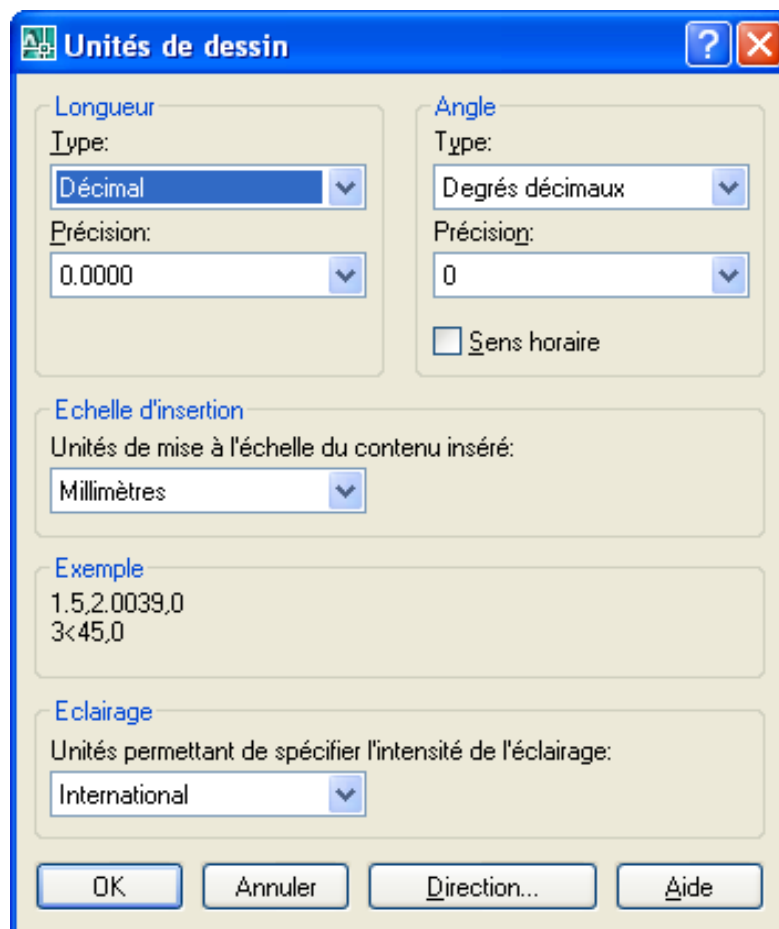 Unités de dessin
Longueur
Type:
Décimal
Précision:
0.0000
Angle
Type:
Degrés décimaux
Précision:
0
Sens horaire
Echelle d'insertion
Unités de mise à l'échelle du contenu inséré:
Millimètres
Exemple
1.5,2.0039,0
3<45,0
Eclairage
Unités permettant de spécifier l'intensité de l'éclairage:
International
OK Annuler Direction... Aide